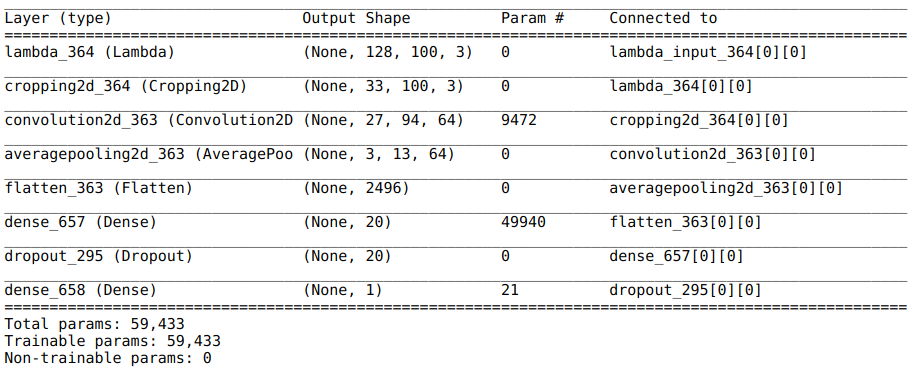 Layer (type) Output Shape Param # Connected to
lambda_364 (Lambda) (None, 128, 100, 3) 0 lambda_input_364[0][0]
cropping2d_364 (Cropping2D) (None, 33, 100, 3) 0 lambda_364[0][0]
convolution2d_363 (Convolution2D (None, 27, 94, 64) 9472 cropping2d_364[0][0]
averagepooling2d_363 (AveragePoo (None, 3, 13, 64) 0 convolution2d_363[0][0]
flatten_363 (Flatten) (None, 2496) 0 averagepooling2d_363[0][0]
dense_657 (Dense) (None, 20) 49940 flatten_363[0][0]
dropout_295 (Dropout) (None, 20) 0 dense_657[0][0]
dense_658 (Dense) (None, 1) 21 dropout_295[0][0]
Total params: 59,433
Trainable params: 59,433
Non-trainable params: 0